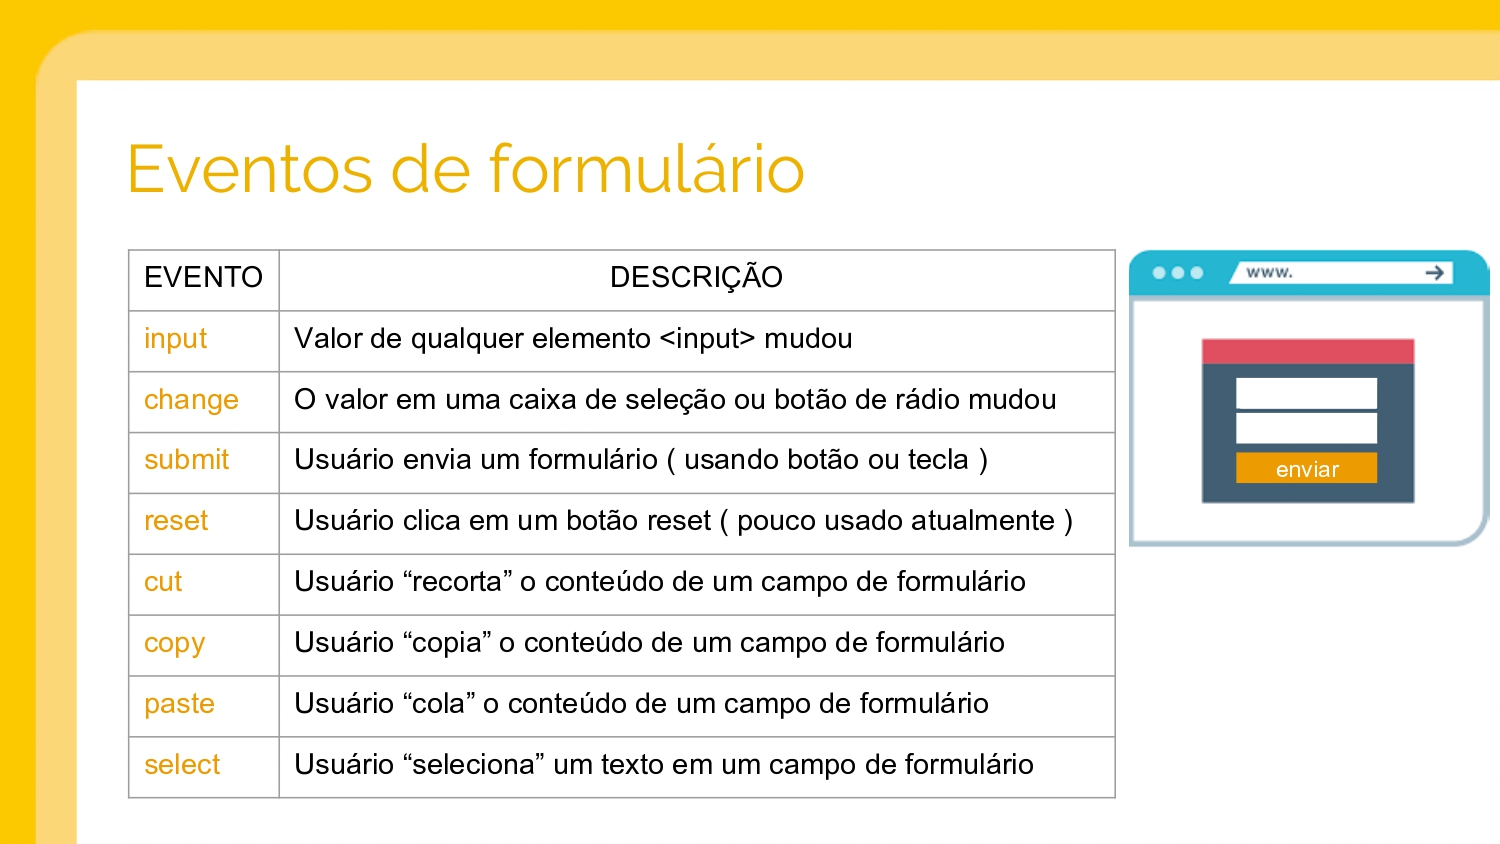 Eventos de formulário
EVENTO DESCRIÇÃO
input Valor de qualquer elemento <input> mudou
change O valor em uma caixa de seleção ou botão de rádio mudou
submit Usuário envia um formulário ( usando botão ou tecla )
reset Usuário clica em um botão reset ( pouco usado atualmente )
cut Usuário “recorta” o conteúdo de um campo de formulário
copy Usuário “copia” o conteúdo de um campo de formulário
paste Usuário “cola” o conteúdo de um campo de formulário
select Usuário “seleciona” um texto em um campo de formulário
www.
enviar